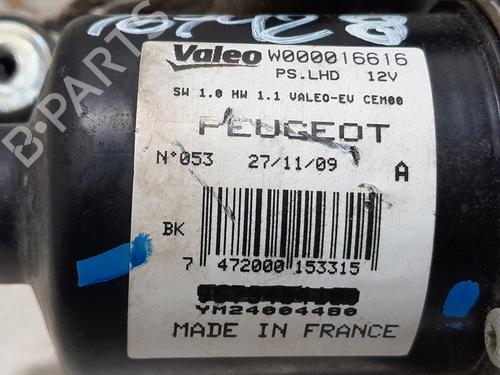 Valeo W000016616
PS.LHD 12V
SW 1.0 HW 1.1 VALEO-EV CEM00
PEUGEOT
N°053 27/11/09 A
BK
7 472000 153315
YM24004480
MADE IN FRANCE
B-PARTS